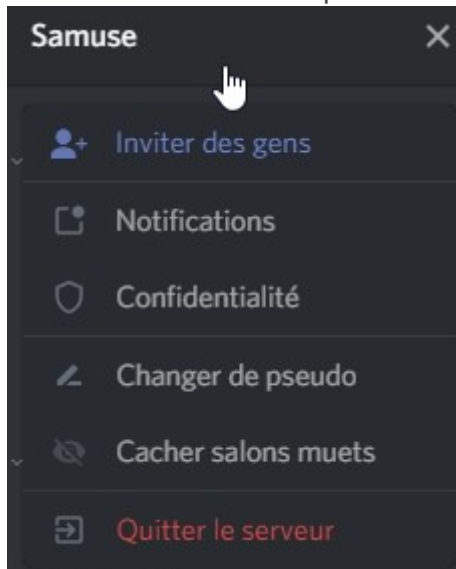 Samuse
Inviter des gens
Notifications
Confidentialité
Changer de pseudo
Cacher salons muets
Quitter le serveur